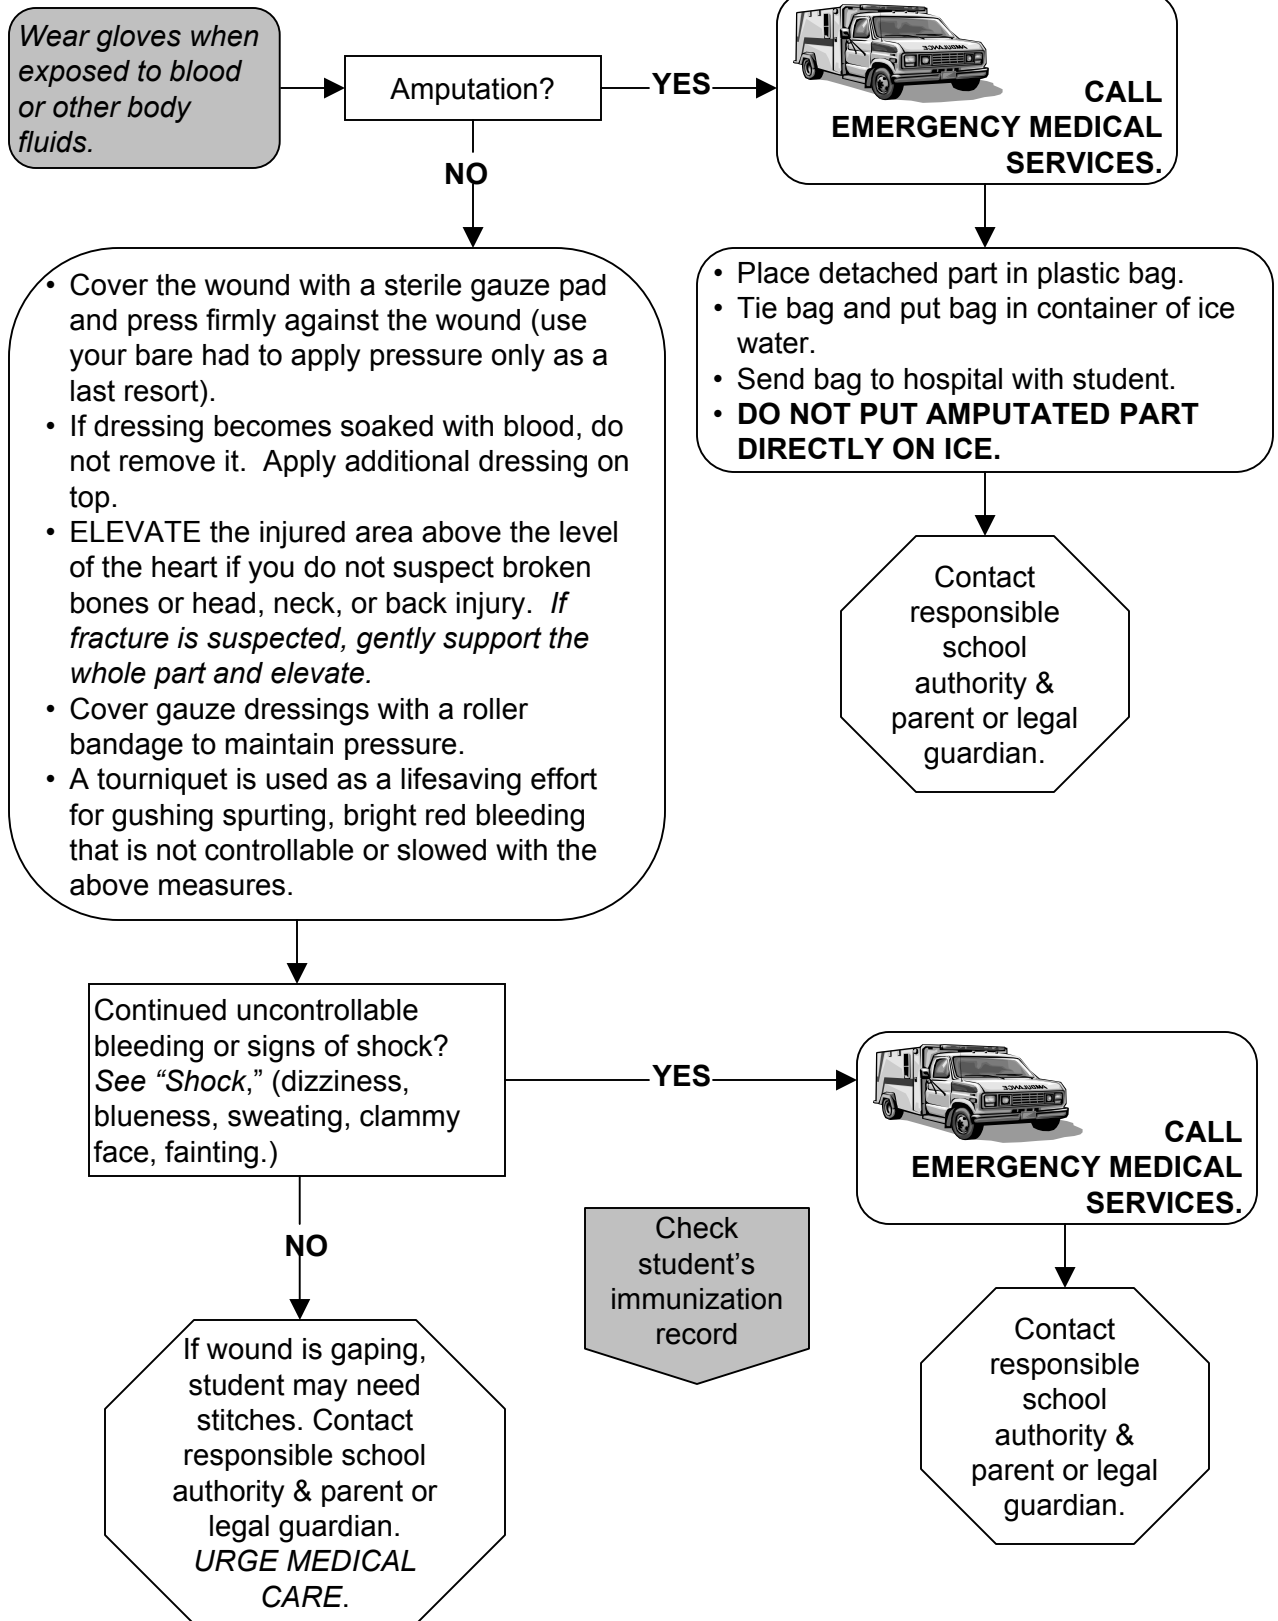 Wear gloves when
exposed to blood
or other body
fluids.
Amputation?
YES
CALL
EMERGENCY MEDICAL
SERVICES.
NO
• Cover the wound with a sterile gauze pad
and press firmly against the wound (use
your bare had to apply pressure only as a
last resort).
• If dressing becomes soaked with blood, do
not remove it.  Apply additional dressing on
top.
• ELEVATE the injured area above the level
of the heart if you do not suspect broken
bones or head, neck, or back injury.  If
fracture is suspected, gently support the
whole part and elevate.
• Cover gauze dressings with a roller
bandage to maintain pressure.
• A tourniquet is used as a lifesaving effort
for gushing spurting, bright red bleeding
that is not controllable or slowed with the
above measures.
• Place detached part in plastic bag.
• Tie bag and put bag in container of ice
water.
• Send bag to hospital with student.
• DO NOT PUT AMPUTATED PART
DIRECTLY ON ICE.
Contact
responsible
school
authority &
parent or legal
guardian.
Continued uncontrollable
bleeding or signs of shock?
See “Shock,” (dizziness,
blueness, sweating, clammy
face, fainting.)
YES
AMBULANCE
CALL
EMERGENCY MEDICAL
SERVICES.
NO
Check
student’s
immunization
record
Contact
responsible
school
authority &
parent or legal
guardian.
If wound is gaping,
student may need
stitches. Contact
responsible school
authority & parent or
legal guardian.
URGE MEDICAL
CARE.